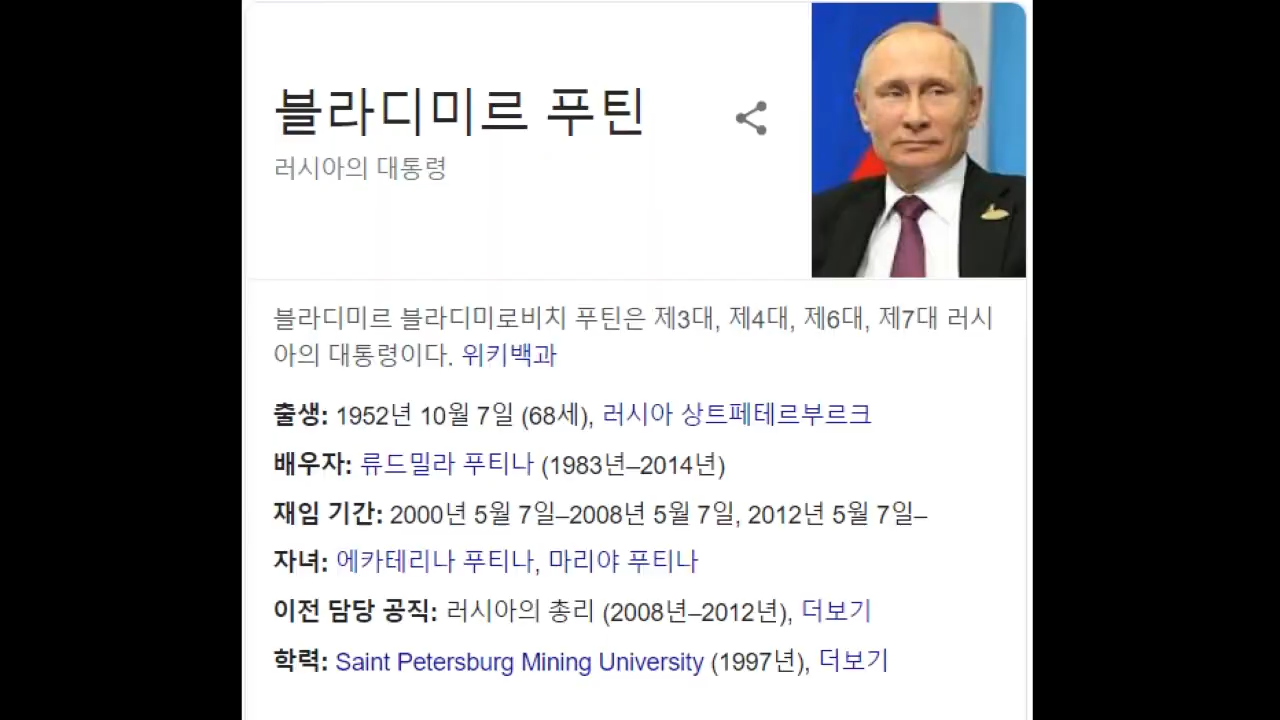 블라디미르 푸틴
러시아의 대통령
블라디미르 블라디미로비치 푸틴은 제3대, 제4대, 제6대, 제7대 러시
아의 대통령이다. 위키백과
출생: 1952년 10월 7일 (68세), 러시아 상트페테르부르크
배우자: 류드밀라 푸티나 (1983년–2014년)
재임 기간: 2000년 5월 7일–2008년 5월 7일, 2012년 5월 7일–
자녀: 에카테리나 푸티나, 마리야 푸티나
이전 담당 공직: 러시아의 총리 (2008년–2012년), 더보기
학력: Saint Petersburg Mining University (1997년), 더보기